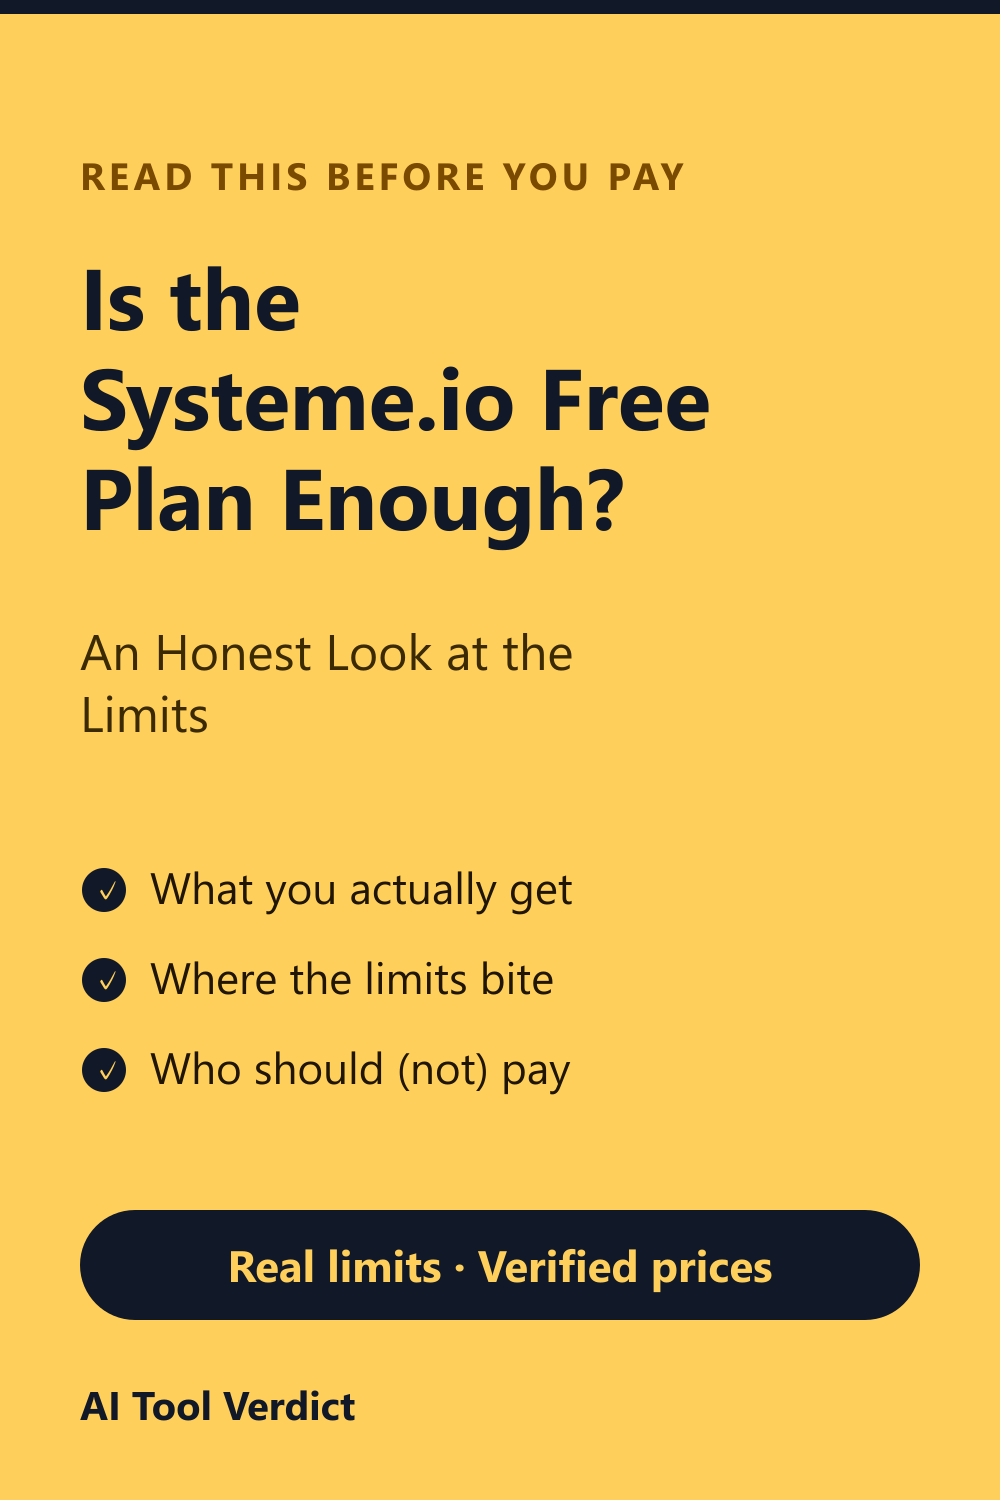 READ THIS BEFORE YOU PAY
Is the
Systeme.io Free
Plan Enough?
An Honest Look at the
Limits
✓ What you actually get
✓ Where the limits bite
✓ Who should (not) pay
Real limits · Verified prices
AI Tool Verdict